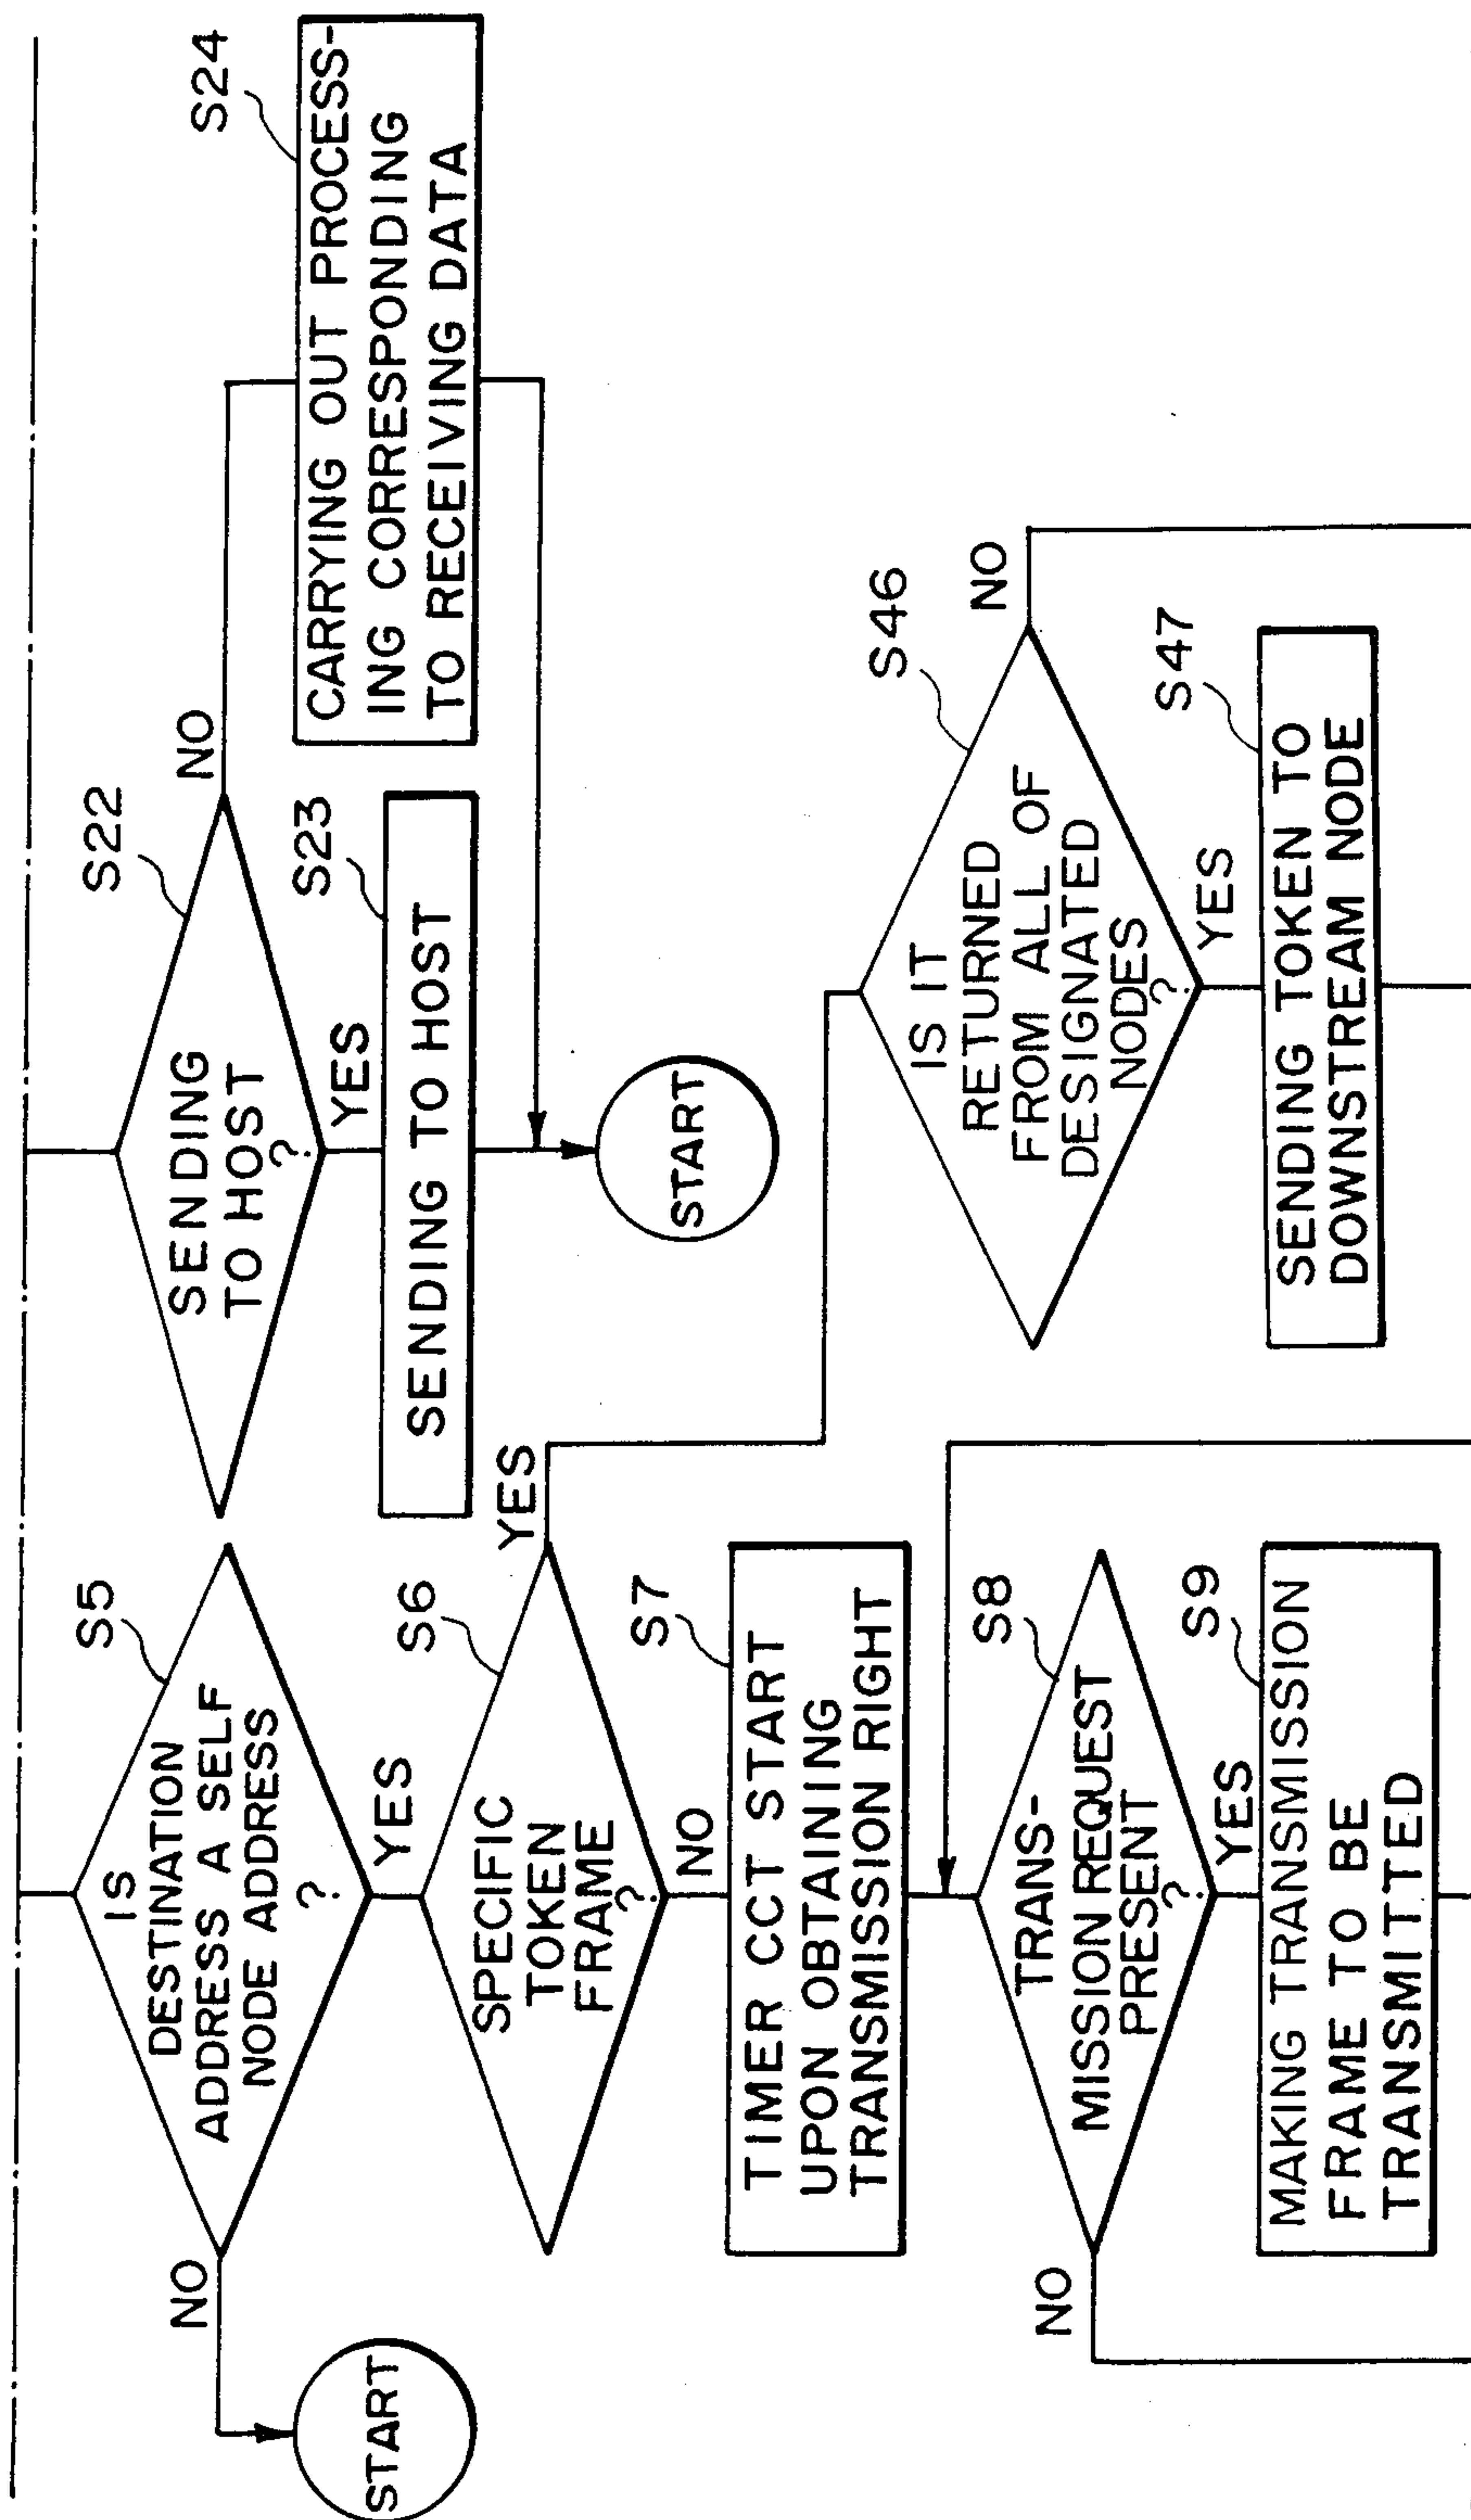 S5
IS
DESTINATION
ADDRESS A SELF
NODE ADDRESS
?
NO
START
YES
S6
SPECIFIC
TOKEN
FRAME
?
YES
NO
S7
TIMER CCT START
UPON OBTAINING
TRANSMISSION RIGHT
S8
TRANS-
MISSION REQUEST
PRESENT
?
NO
YES
S9
MAKING TRANSMISSION
FRAME TO BE
TRANSMITTED
S22
SENDING
TO HOST
?
NO
YES
S23
SENDING TO HOST
S24
CARRYING OUT PROCESS-
ING CORRESPONDING
TO RECEIVING DATA
START
S46
IS IT
RETURNED
FROM ALL OF
DESIGNATED
NODES
?
NO
YES
S47
SENDING TOKEN TO
DOWNSTREAM NODE